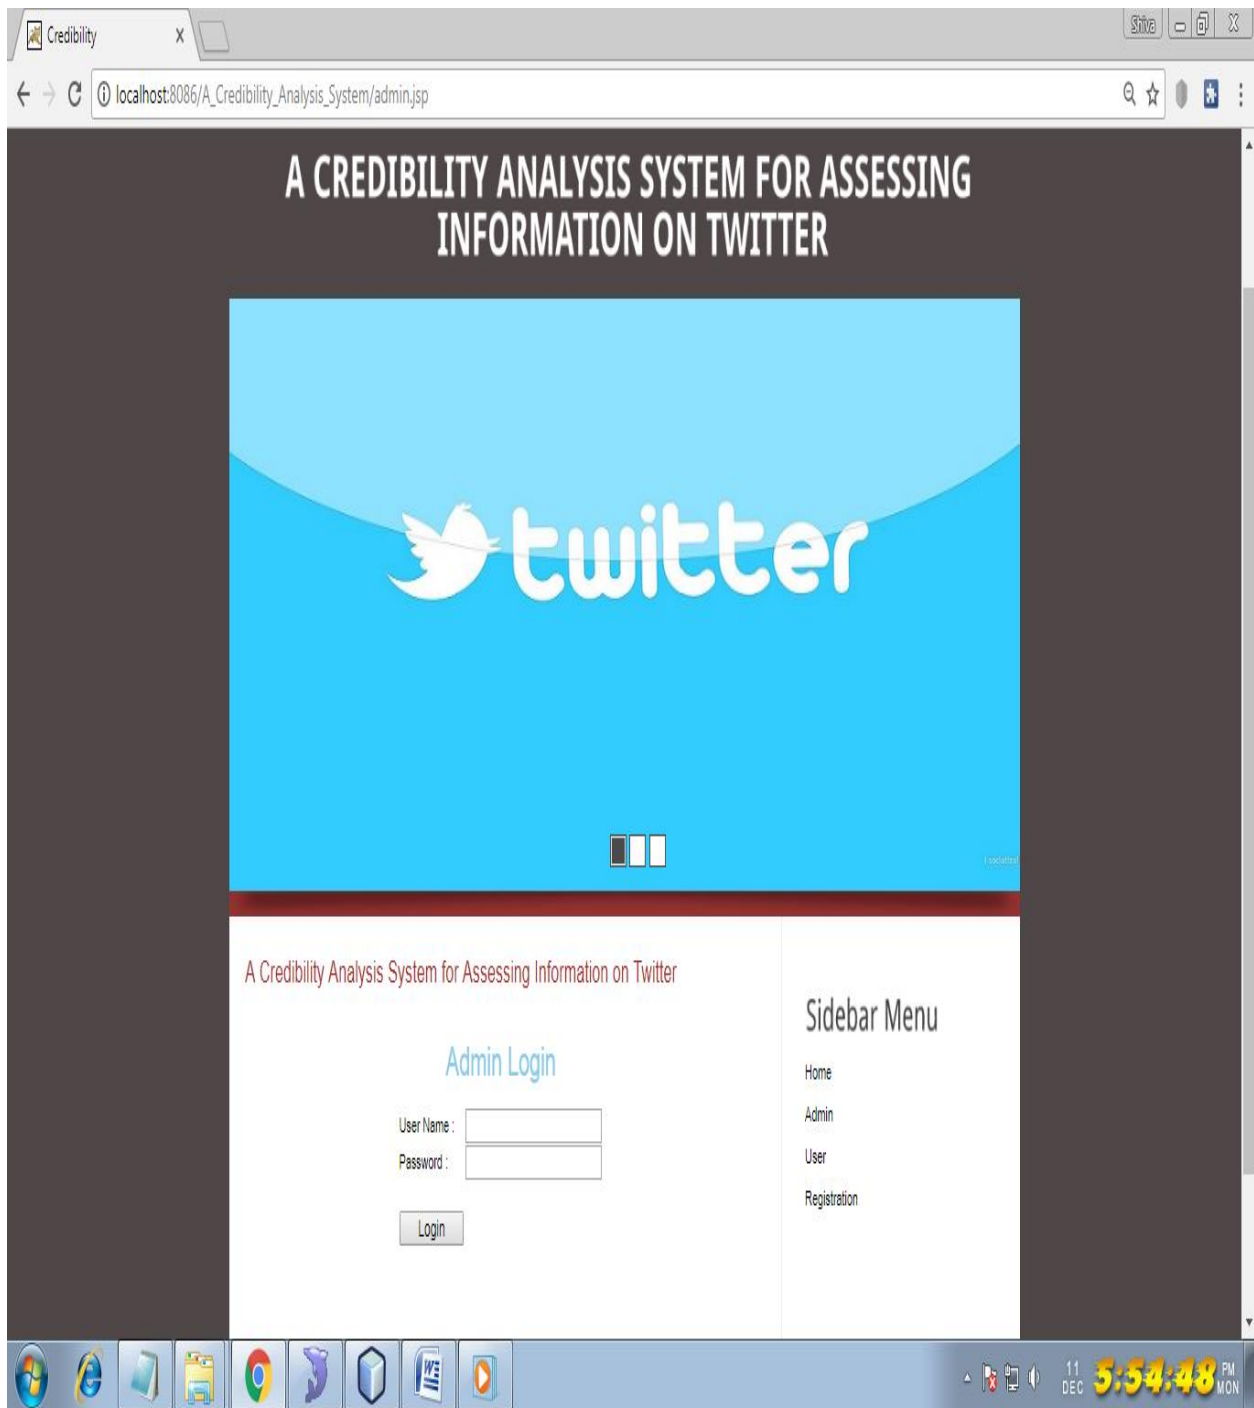 Credibility
Shiva
localhost:8086/A_Credibility_Analysis_System/admin.jsp
A CREDIBILITY ANALYSIS SYSTEM FOR ASSESSING
INFORMATION ON TWITTER
twitter
A Credibility Analysis System for Assessing Information on Twitter
Admin Login
User Name :
Password :
Login
Sidebar Menu
Home
Admin
User
Registration
11
DEC
5:54:48
PM
MON